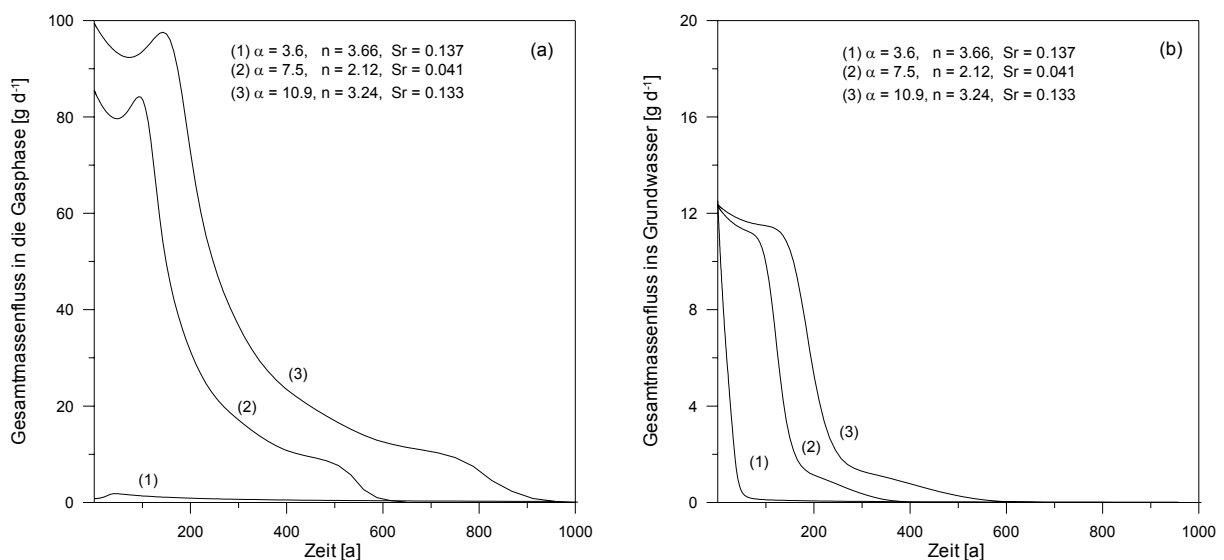 (a)
(1) α = 3.6, n = 3.66, Sr = 0.137
(2) α = 7.5, n = 2.12, Sr = 0.041
(3) α = 10.9, n = 3.24, Sr = 0.133
Gesamtmassenfluss in die Gasphase [g d-1]
100
80
60
40
20
0
(3)
(2)
(1)
200
400
600
800
1000
Zeit [a]
(b)
(1) α = 3.6, n = 3.66, Sr = 0.137
(2) α = 7.5, n = 2.12, Sr = 0.041
(3) α = 10.9, n = 3.24, Sr = 0.133
Gesamtmassenfluss ins Grundwasser [g d-1]
20
16
12
8
4
0
(1)
(2)
(3)
200
400
600
800
1000
Zeit [a]